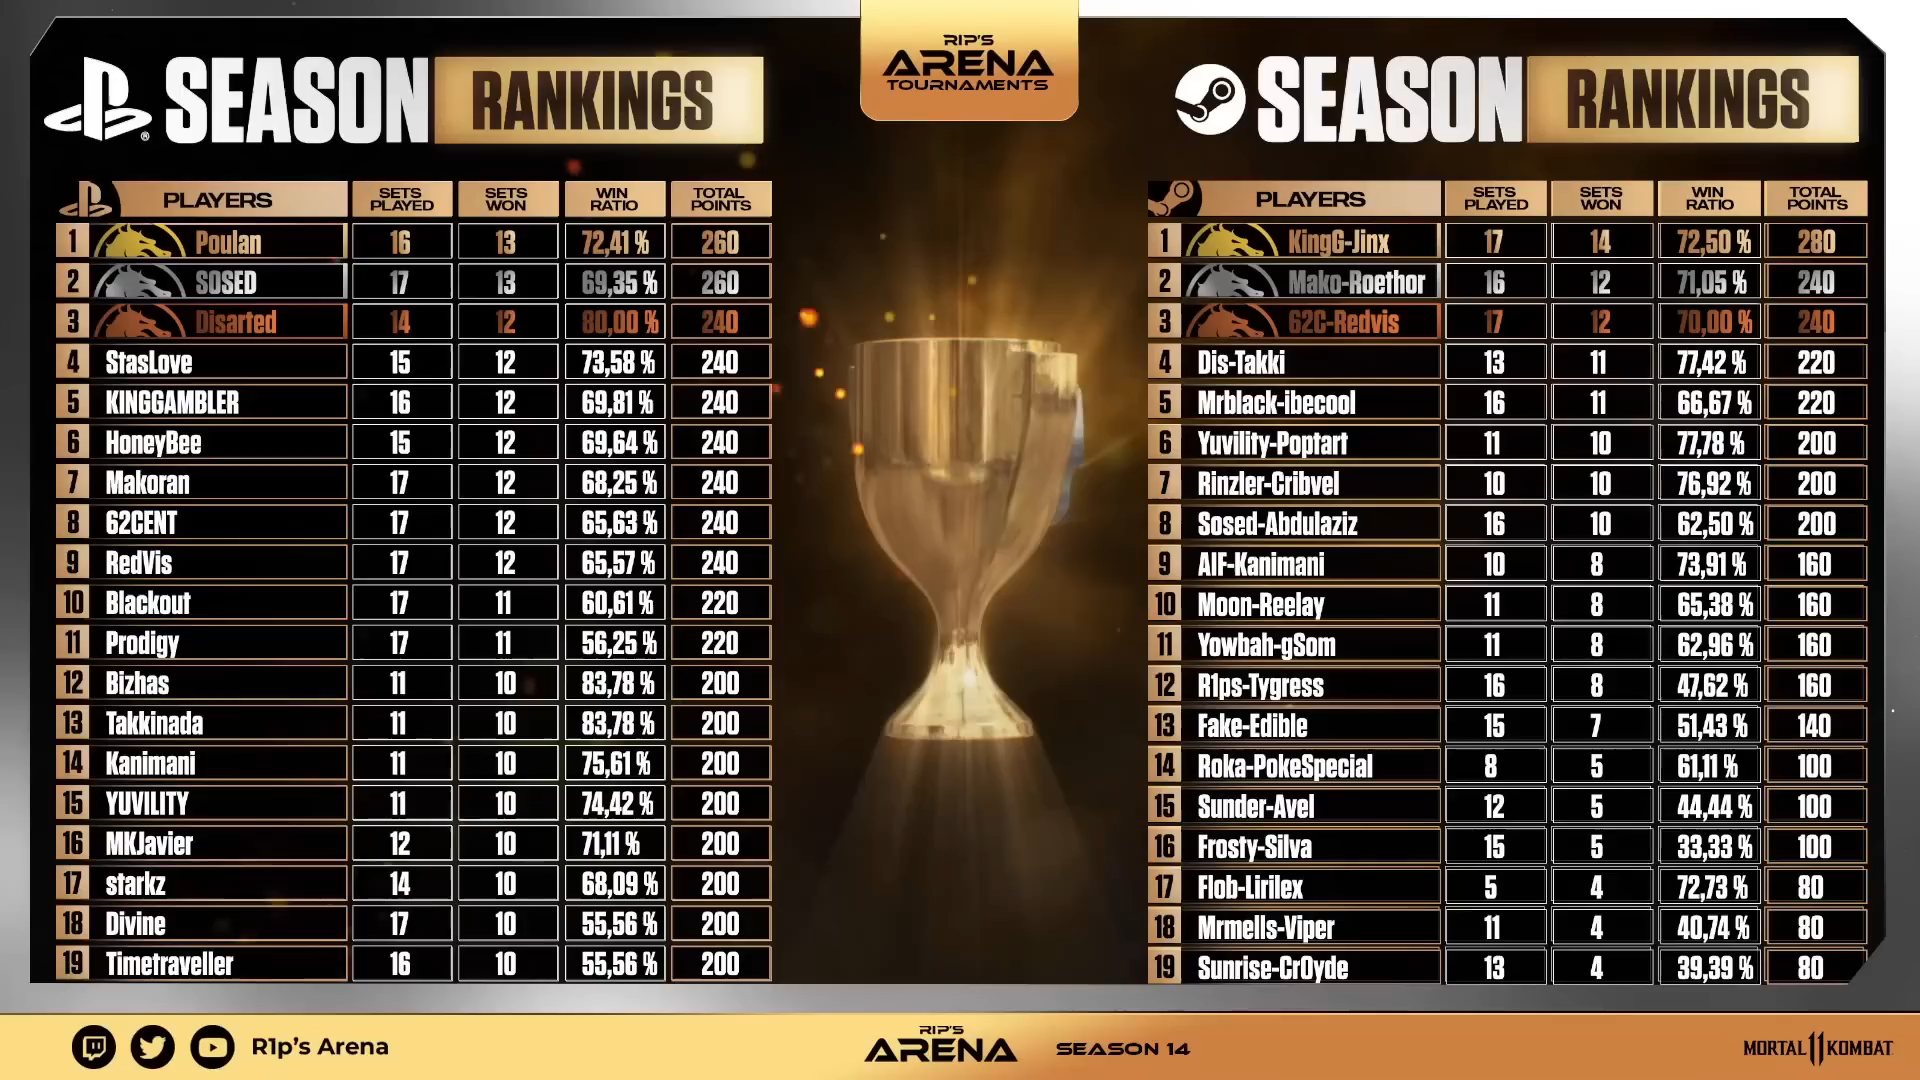 RIP'S
ARENA
TOURNAMENTS
SEASON RANKINGS
PLAYERS SETS PLAYED SETS WON WIN RATIO TOTAL POINTS
1 Poulan 16 13 72,41 % 260
2 SOSED 17 13 69,35 % 260
3 Disarted 14 12 80,00 % 240
4 StasLove 15 12 73,58 % 240
5 KINGGAMBLER 16 12 69,81 % 240
6 HoneyBee 15 12 69,64 % 240
7 Makoran 17 12 68,25 % 240
8 62CENT 17 12 65,63 % 240
9 RedVis 17 12 65,57 % 240
10 Blackout 17 11 60,61 % 220
11 Prodigy 17 11 56,25 % 220
12 Bizhas 11 10 83,78 % 200
13 Takkinada 11 10 83,78 % 200
14 Kanimani 11 10 75,61 % 200
15 YUVILITY 11 10 74,42 % 200
16 MKJavier 12 10 71,11 % 200
17 starkz 14 10 68,09 % 200
18 Divine 17 10 55,56 % 200
19 Timetraveller 16 10 55,56 % 200
SEASON RANKINGS
PLAYERS SETS PLAYED SETS WON WIN RATIO TOTAL POINTS
1 KingG-Jinx 17 14 72,50 % 280
2 Mako-Roethor 16 12 71,05 % 240
3 62C-Redvis 17 12 70,00 % 240
4 Dis-Takki 13 11 77,42 % 220
5 Mrblack-ibecool 16 11 66,67 % 220
6 Yuvility-Poptart 11 10 77,78 % 200
7 Rinzler-Cribvel 10 10 76,92 % 200
8 Sosed-Abdulaziz 16 10 62,50 % 200
9 AIF-Kanimani 10 8 73,91 % 160
10 Moon-Reelay 11 8 65,38 % 160
11 Yowbah-gSom 11 8 62,96 % 160
12 R1ps-Tygress 16 8 47,62 % 160
13 Fake-Edible 15 7 51,43 % 140
14 Roka-PokeSpecial 8 5 61,11 % 100
15 Sunder-Avel 12 5 44,44 % 100
16 Frosty-Silva 15 5 33,33 % 100
17 Flob-Lirilex 5 4 72,73 % 80
18 Mrmells-Viper 11 4 40,74 % 80
19 Sunrise-Cr0yde 13 4 39,39 % 80
R1p's Arena
RIP'S
ARENA
SEASON 14
MORTAL 11 KOMBAT